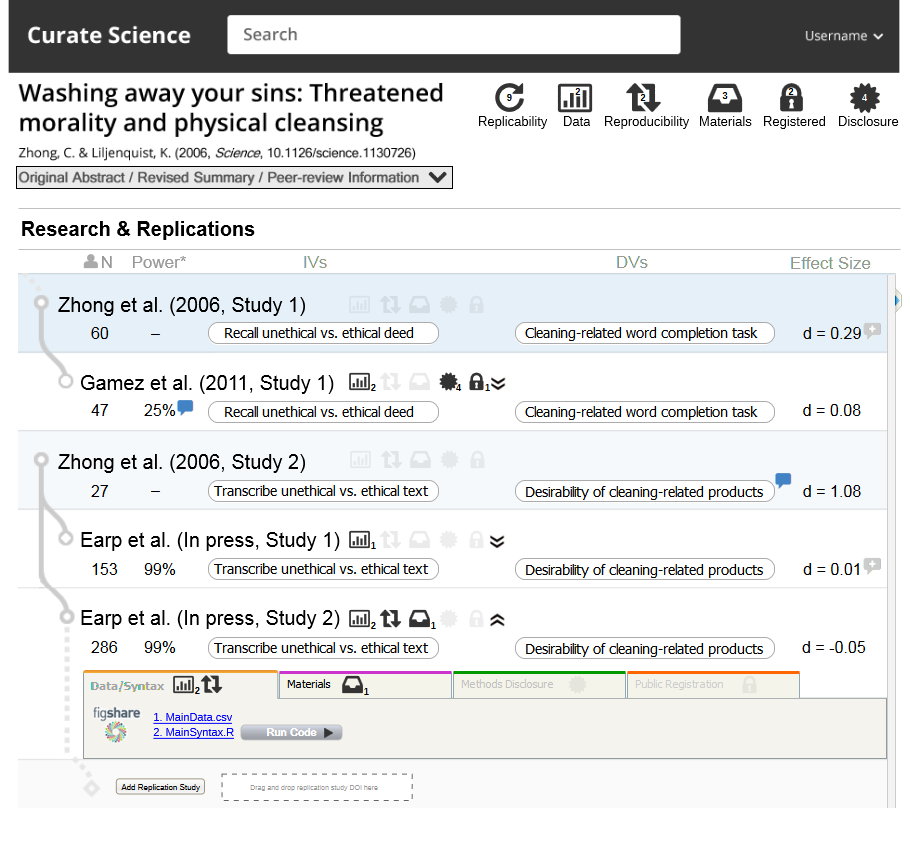 Curate Science
Search
Username
Washing away your sins: Threatened
morality and physical cleansing
Zhong, C. & Liljenquist, K. (2006, Science, 10.1126/science.1130726)
Original Abstract / Revised Summary / Peer-review Information
9 2 2 3 2 4
Replicability Data Reproducibility Materials Registered Disclosure
Research & Replications
N Power* IVs DVs Effect Size
Zhong et al. (2006, Study 1)
60 – Recall unethical vs. ethical deed Cleaning-related word completion task d = 0.29
Gamez et al. (2011, Study 1) 2 4 1
47 25% Recall unethical vs. ethical deed Cleaning-related word completion task d = 0.08
Zhong et al. (2006, Study 2)
27 – Transcribe unethical vs. ethical text Desirability of cleaning-related products d = 1.08
Earp et al. (In press, Study 1) 1
153 99% Transcribe unethical vs. ethical text Desirability of cleaning-related products d = 0.01
Earp et al. (In press, Study 2) 2 1
286 99% Transcribe unethical vs. ethical text Desirability of cleaning-related products d = -0.05
Data/Syntax 2 Materials 1 Methods Disclosure Public Registration
figshare 1. MainData.csv
2. MainSyntax.R Run Code
Add Replication Study Drag and drop replication study DOI here